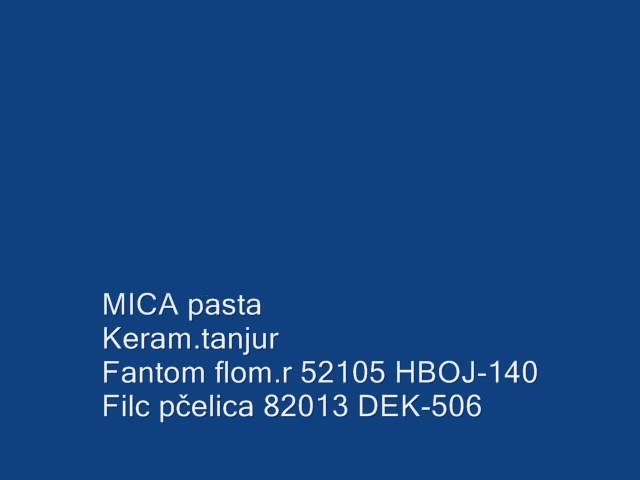 MICA pasta
Keram.tanjur
Fantom flom.r 52105 HBOJ-140
Filc pčelica 82013 DEK-506